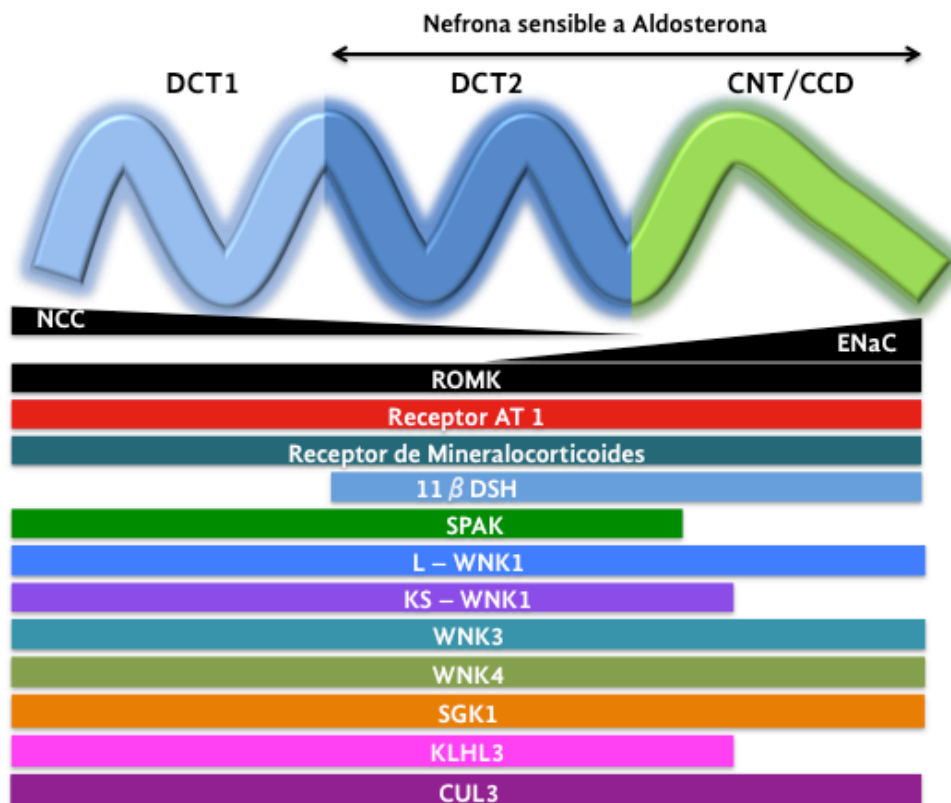 Nefrona sensible a Aldosterona
DCT1
DCT2
CNT/CCD
NCC
ENaC
ROMK
Receptor AT 1
Receptor de Mineralocorticoides
11 β DSH
SPAK
L – WNK1
KS – WNK1
WNK3
WNK4
SGK1
KLHL3
CUL3